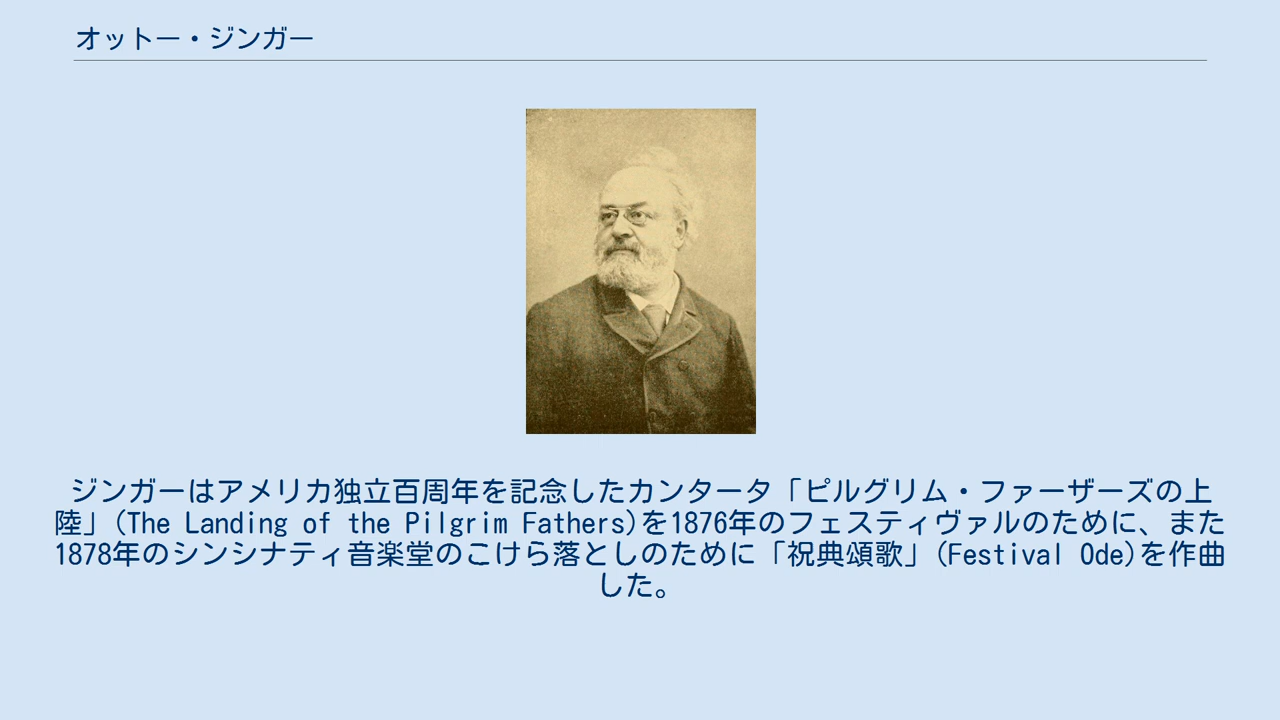 オットー・ジンガー
ジンガーはアメリカ独立百周年を記念したカンタータ「ピルグリム・ファーザーズの上
陸」(The Landing of the Pilgrim Fathers)を1876年のフェスティヴァルのために、また
1878年のシンシナティ音楽堂のこけら落としのために「祝典頌歌」(Festival Ode)を作曲
した。